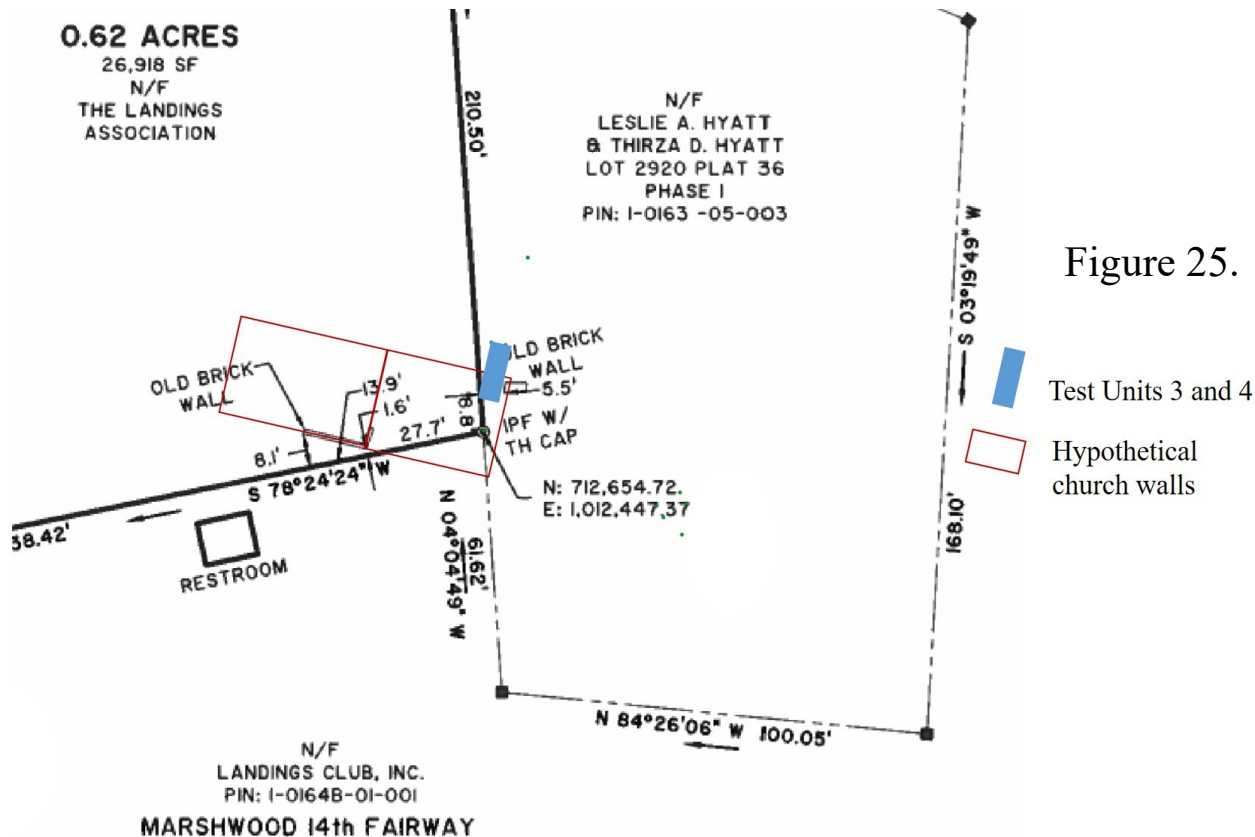 0.62 ACRES
26,918 SF
N/F
THE LANDINGS
ASSOCIATION
210.50'
N/F
LESLIE A. HYATT
& THIRZA D. HYATT
LOT 2920 PLAT 36
PHASE I
PIN: 1-0163 -05-003
S 03°19'49" W
168.10'
Figure 25.
Test Units 3 and 4
Hypothetical
church walls
OLD BRICK
WALL
13.9'
1.6'
27.7'
8.1'
S 78°24'24" W
38.42'
RESTROOM
OLD BRICK
WALL
5.5'
18.8'
IPF W/
TH CAP
N: 712,654.72
E: 1,012,447.37
61.62'
N 04°04'49" W
N 84°26'06" W 100.05'
N/F
LANDINGS CLUB, INC.
PIN: 1-0164B-01-001
MARSHWOOD 14th FAIRWAY